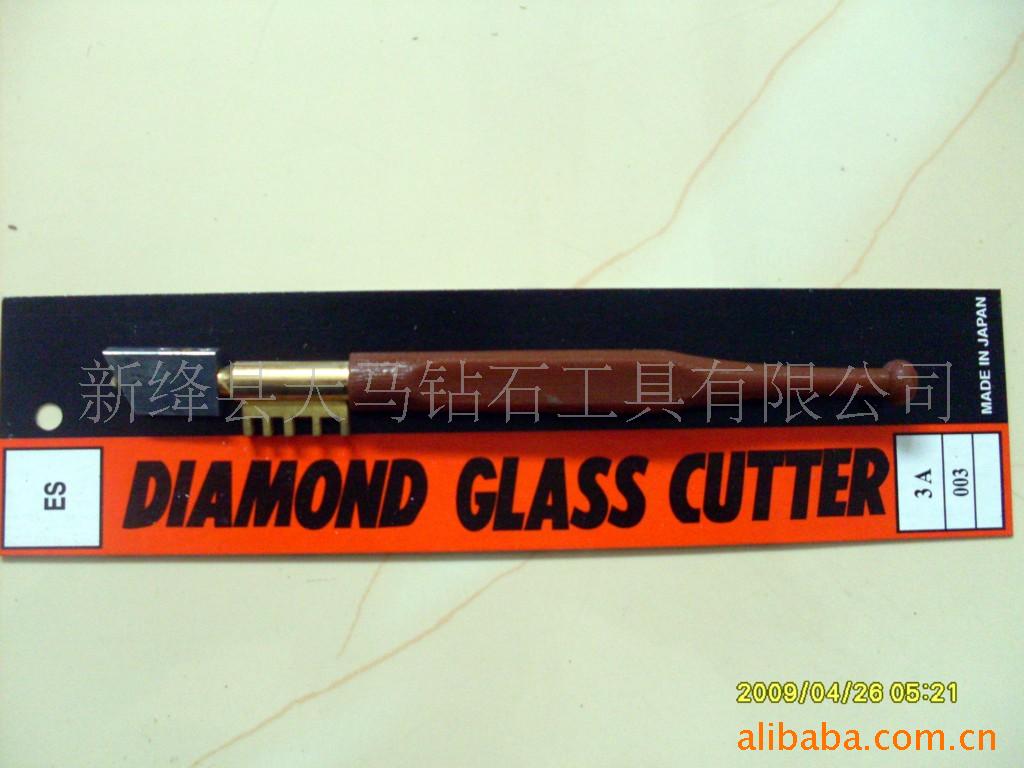 MADE IN JAPAN
新绛县天马钻石工具有限公司
ES
DIAMOND GLASS CUTTER
3A
003
2009/04/26 05:21
alibaba.com.cn